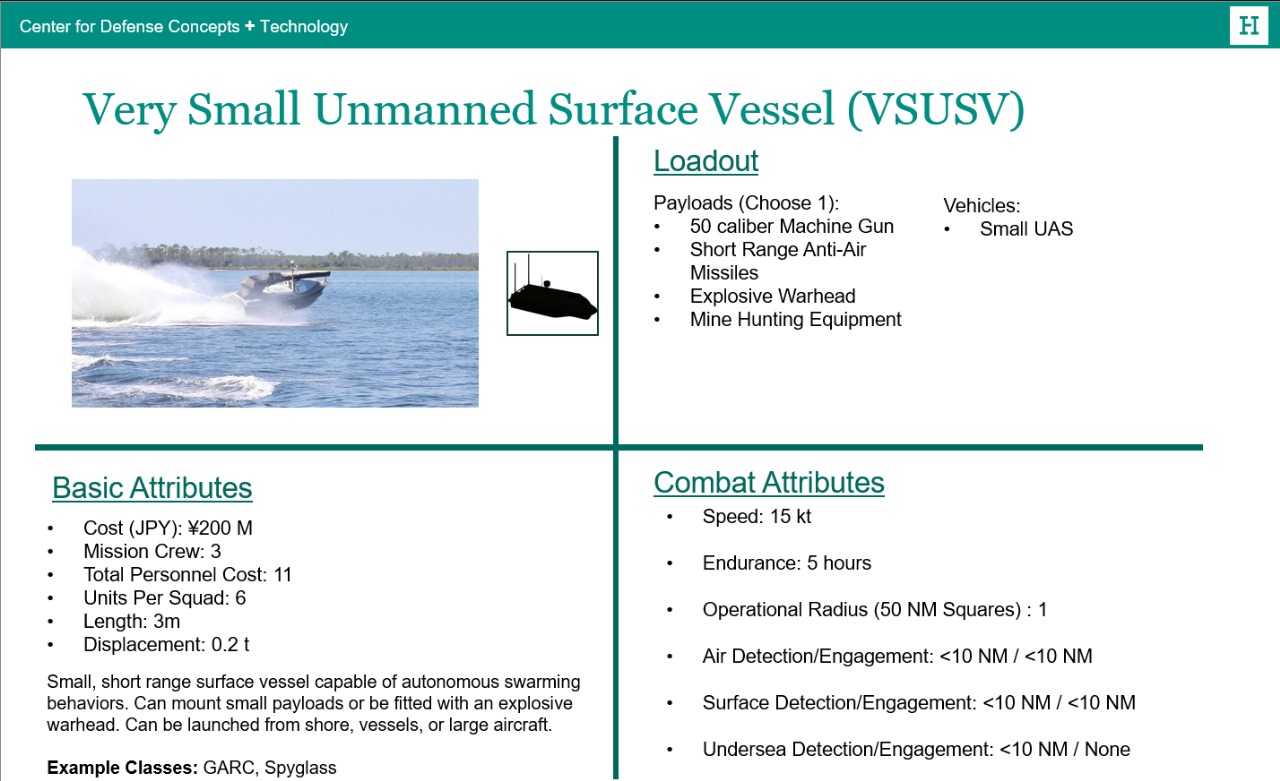 Center for Defense Concepts + Technology
H
Very Small Unmanned Surface Vessel (VSUSV)
Loadout
Payloads (Choose 1):
• 50 caliber Machine Gun
• Short Range Anti-Air
Missiles
• Explosive Warhead
• Mine Hunting Equipment
Vehicles:
• Small UAS
Basic Attributes
• Cost (JPY): ¥200 M
• Mission Crew: 3
• Total Personnel Cost: 11
• Units Per Squad: 6
• Length: 3m
• Displacement: 0.2 t
Small, short range surface vessel capable of autonomous swarming
behaviors. Can mount small payloads or be fitted with an explosive
warhead. Can be launched from shore, vessels, or large aircraft.
Example Classes: GARC, Spyglass
Combat Attributes
• Speed: 15 kt
• Endurance: 5 hours
• Operational Radius (50 NM Squares) : 1
• Air Detection/Engagement: <10 NM / <10 NM
• Surface Detection/Engagement: <10 NM / <10 NM
• Undersea Detection/Engagement: <10 NM / None